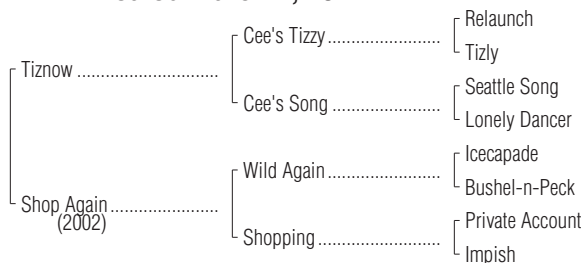 Relaunch
Cee's Tizzy ........................
Tizly
Tiznow ..............................
Seattle Song
Cee's Song ........................
Lonely Dancer
Icecapade
Wild Again ........................
Bushel-n-Peck
Shop Again .......................
(2002)
Private Account
Shopping ...........................
Impish